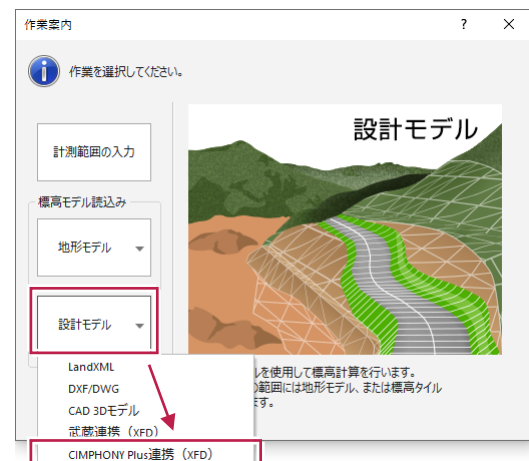 作業案内
?
作業を選択してください。
計測範囲の入力
標高モデル読込み
地形モデル
設計モデル
設計モデル
ルを使用して標高計算を行います。
範囲には地形モデル、または標高タイル
ます。
LandXML
DXF/DWG
CAD 3Dモデル
武蔵連携（XFD）
CIMPHONY Plus連携（XFD）